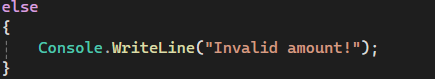 else
{
    Console.WriteLine("Invalid amount!");
}